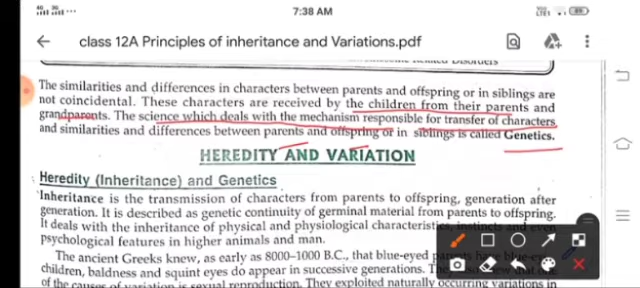 7:38 AM
class 12A Principles of inheritance and Variations.pdf
The similarities and differences in characters between parents and offspring or in siblings are
not coincidental. These characters are received by the children from their parents and
grandparents. The science which deals with the mechanism responsible for transfer of characters
and similarities and differences between parents and offspring or in siblings is called Genetics.
HEREDITY AND VARIATION
Heredity (Inheritance) and Genetics
Inheritance is the transmission of characters from parents to offspring, generation after
generation. It is described as genetic continuity of germinal material from parents to offspring.
It deals with the inheritance of physical and physiological characteristics, instincts and even
psychological features in higher animals and man.
The ancient Greeks knew, as early as 8000–1000 B.C., that blue-eyed
children, baldness and squint eyes do appear in successive generations.
of the causes of variation is sexual reproduction. They exploited naturally occurring variations in